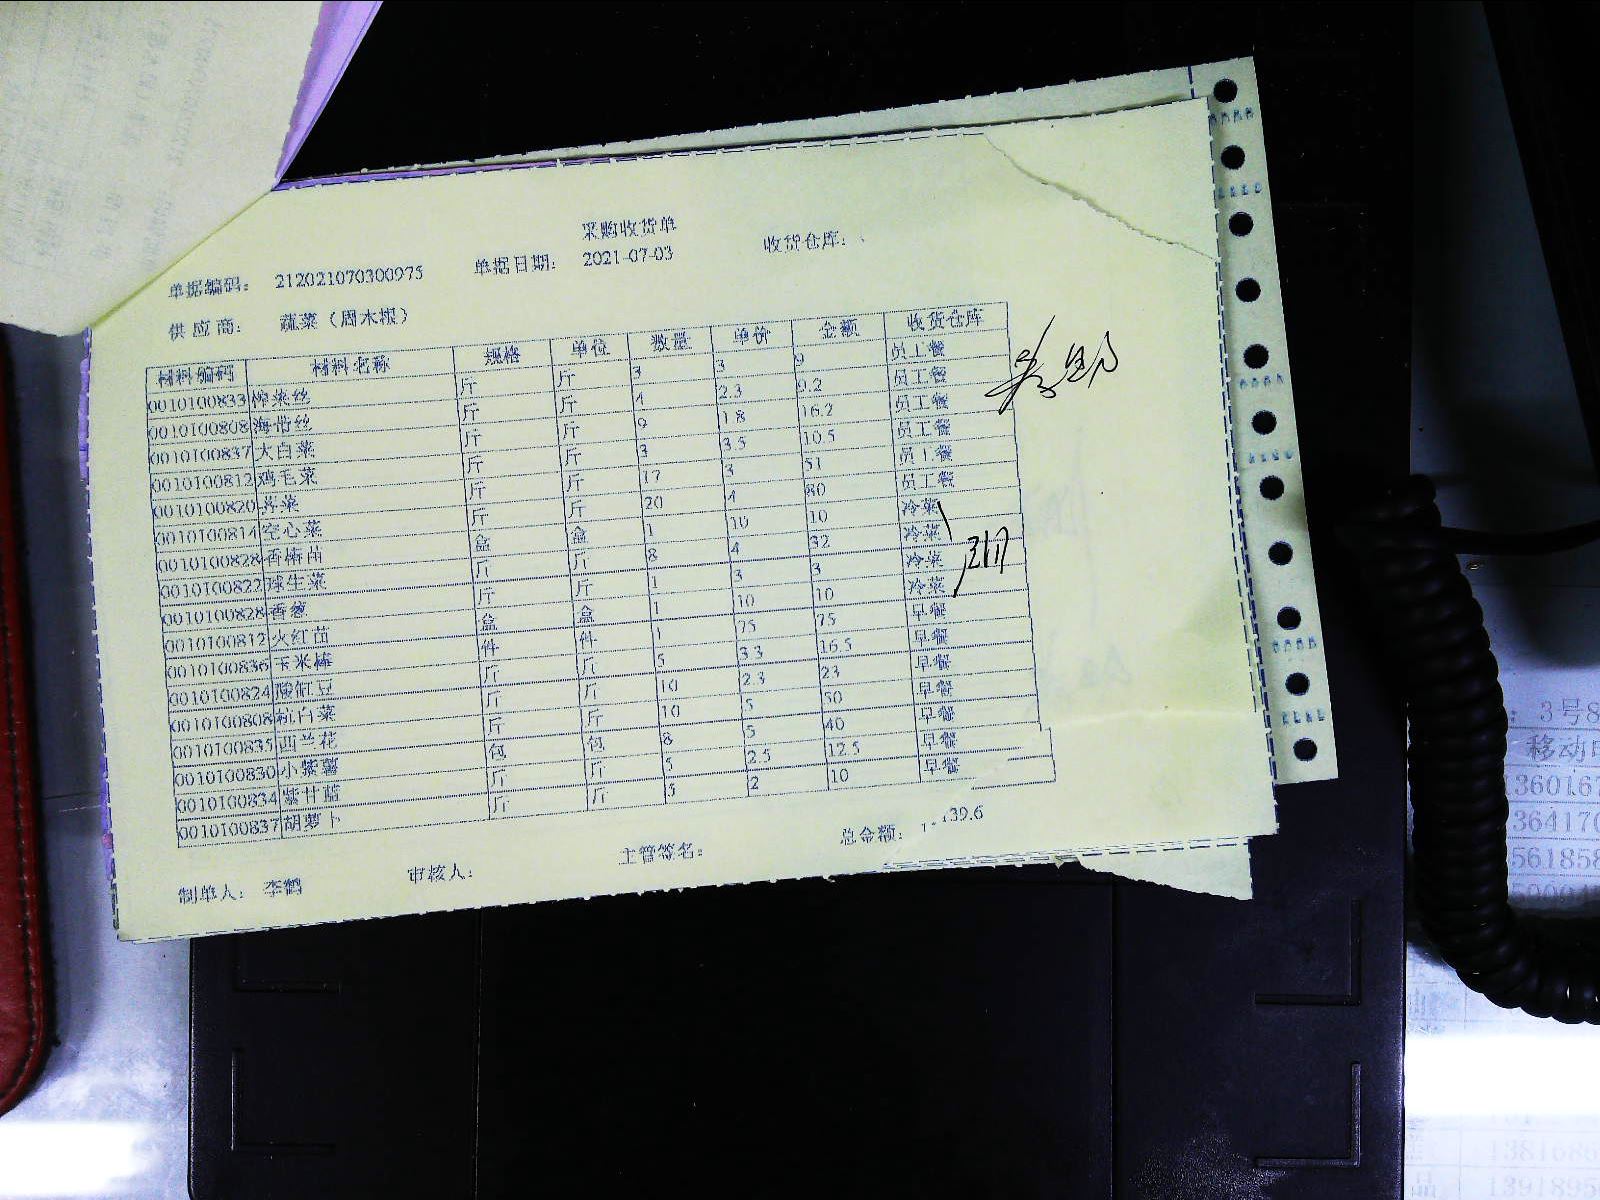 采购收货单
单据编码： 212021070300975 单据日期： 2021-07-03 收货仓库：
供应商： 蔬菜（周木根）
材料编码 材料名称 规格 单位 数量 单价 金额 收货仓库
0010100833 榨菜丝 斤 斤 3 3 9 员工餐
0010100808 海带丝 斤 斤 4 2.3 9.2 员工餐
0010100837 大白菜 斤 斤 9 1.8 16.2 员工餐
0010100812 鸡毛菜 斤 斤 3 3.5 10.5 员工餐
0010100820 斤 斤 17 3 51 员工餐
0010100814 空心菜 斤 斤 20 4 80 员工餐
0010100828 香椿苗 盒 盒 1 10 10 冷菜
0010100822 球生菜 斤 斤 8 4 32 冷菜
0010100828 香葱 斤 斤 1 3 3 冷菜
0010100812 火红苗 盒 盒 1 10 10 冷菜
0010100836 玉米棒 件 件 1 75 75 早餐
0010100824 酸豇豆 斤 斤 5 3.3 16.5 早餐
0010100808 杭白菜 斤 斤 10 2.3 23 早餐
0010100835 西兰花 斤 斤 10 5 50 早餐
0010100830 小紫薯 包 包 8 5 40 早餐
0010100834 紫甘蓝 斤 斤 5 2.5 12.5 早餐
0010100837 胡萝卜 斤 斤 5 2 10 早餐
制单人： 李鹤 审核人： 主管签名： 总金额： 39.6
: 3号8
移动电
13601.67
364170
561858
138168
139189